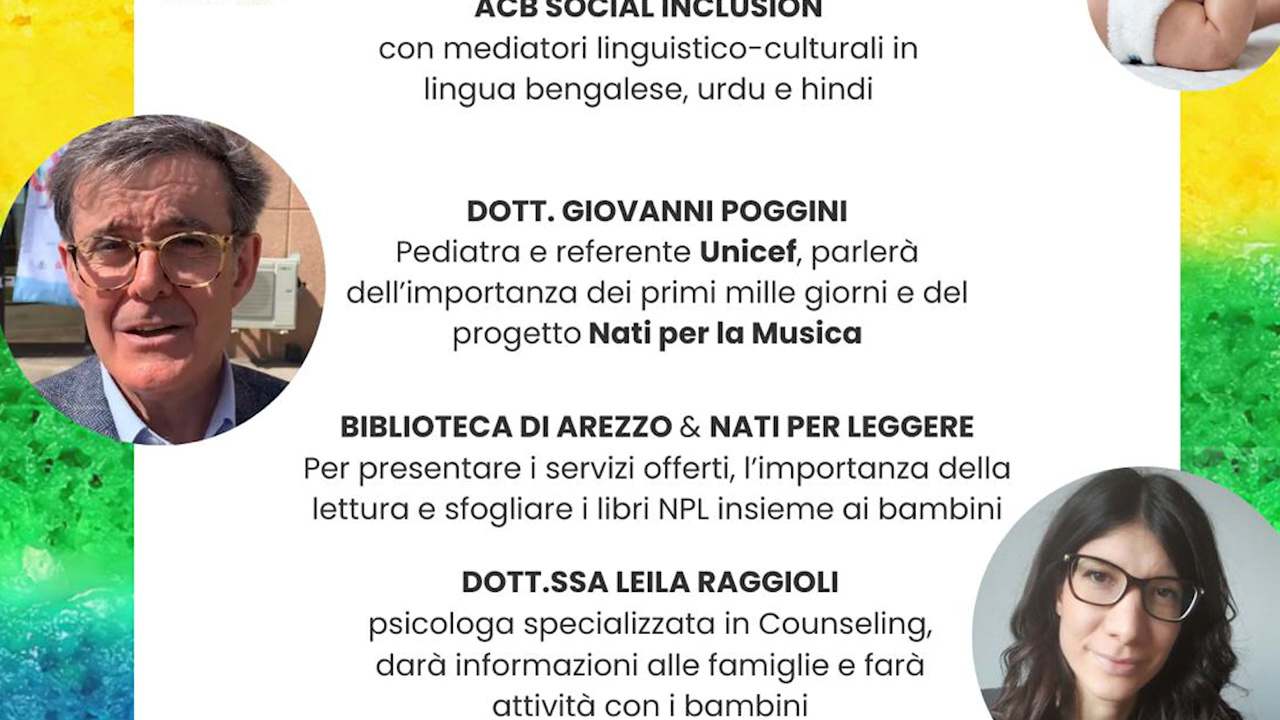 ACB SOCIAL INCLUSION
con mediatori linguistico-culturali in
lingua bengalese, urdu e hindi
DOTT. GIOVANNI POGGINI
Pediatra e referente Unicef, parlerà
dell’importanza dei primi mille giorni e del
progetto Nati per la Musica
BIBLIOTECA DI AREZZO & NATI PER LEGGERE
Per presentare i servizi offerti, l’importanza della
lettura e sfogliare i libri NPL insieme ai bambini
DOTT.SSA LEILA RAGGIOLI
psicologa specializzata in Counseling,
darà informazioni alle famiglie e farà
attività con i bambini